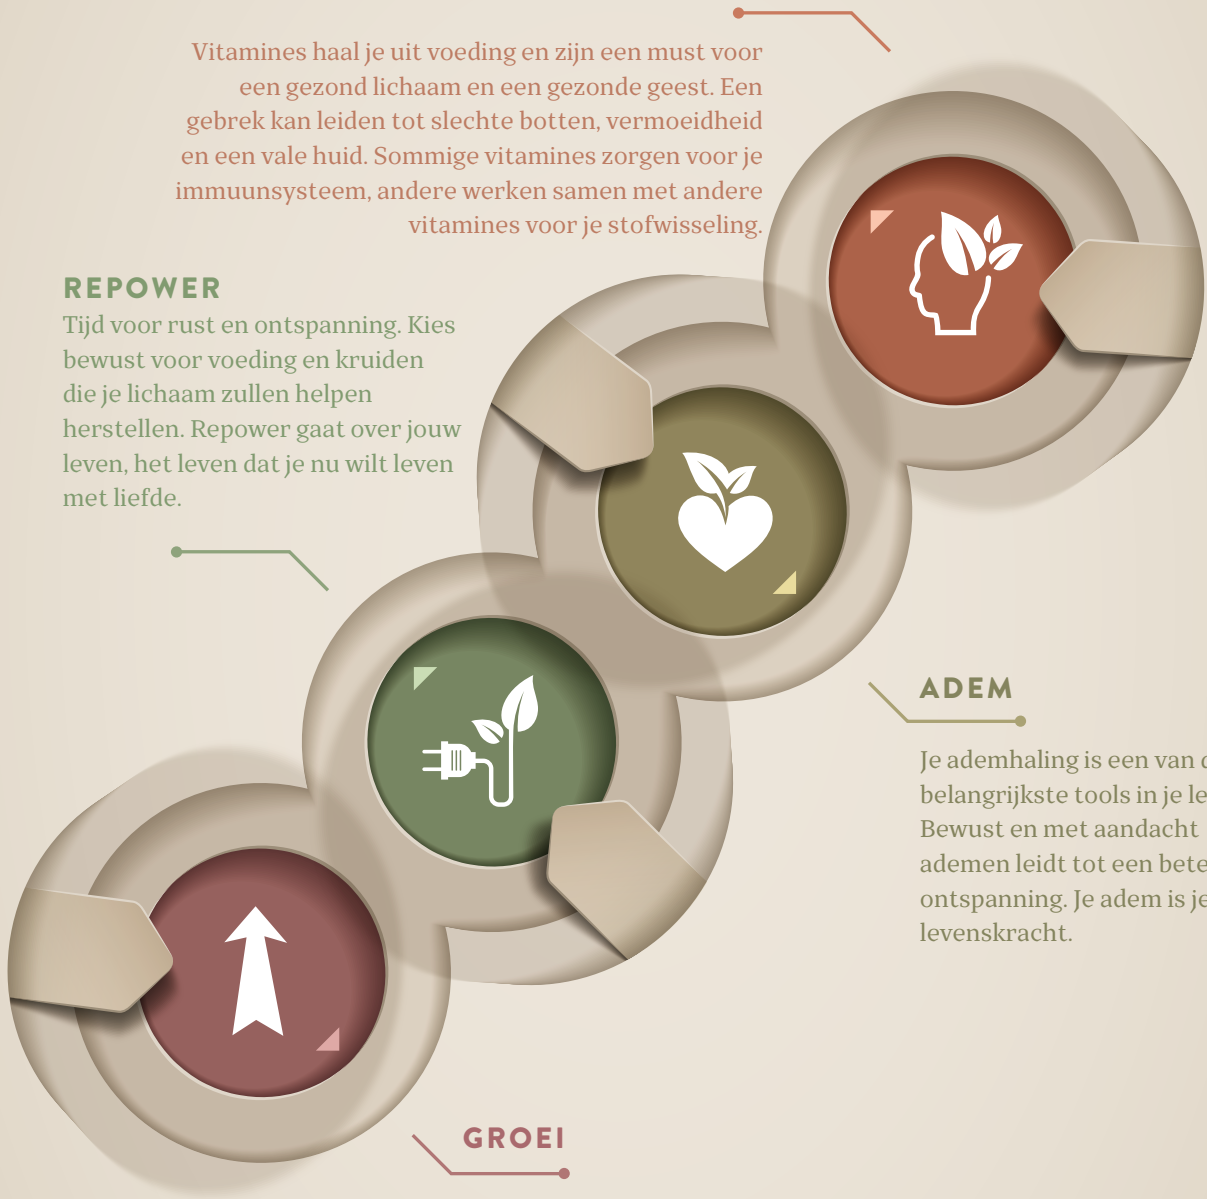 Vitamines haal je uit voeding en zijn een must voor
een gezond lichaam en een gezonde geest. Een
gebrek kan leiden tot slechte botten, vermoeidheid
en een vale huid. Sommige vitamines zorgen voor je
immuunsysteem, andere werken samen met andere
vitamines voor je stofwisseling.
REPOWER
Tijd voor rust en ontspanning. Kies
bewust voor voeding en kruiden
die je lichaam zullen helpen
herstellen. Repower gaat over jouw
leven, het leven dat je nu wilt leven
met liefde.
ADEM
Je ademhaling is een van
belangrijkste tools in je
Bewust en met aandacht
ademen leidt tot een
ontspanning. Je adem is je
levenskracht.
GROEI